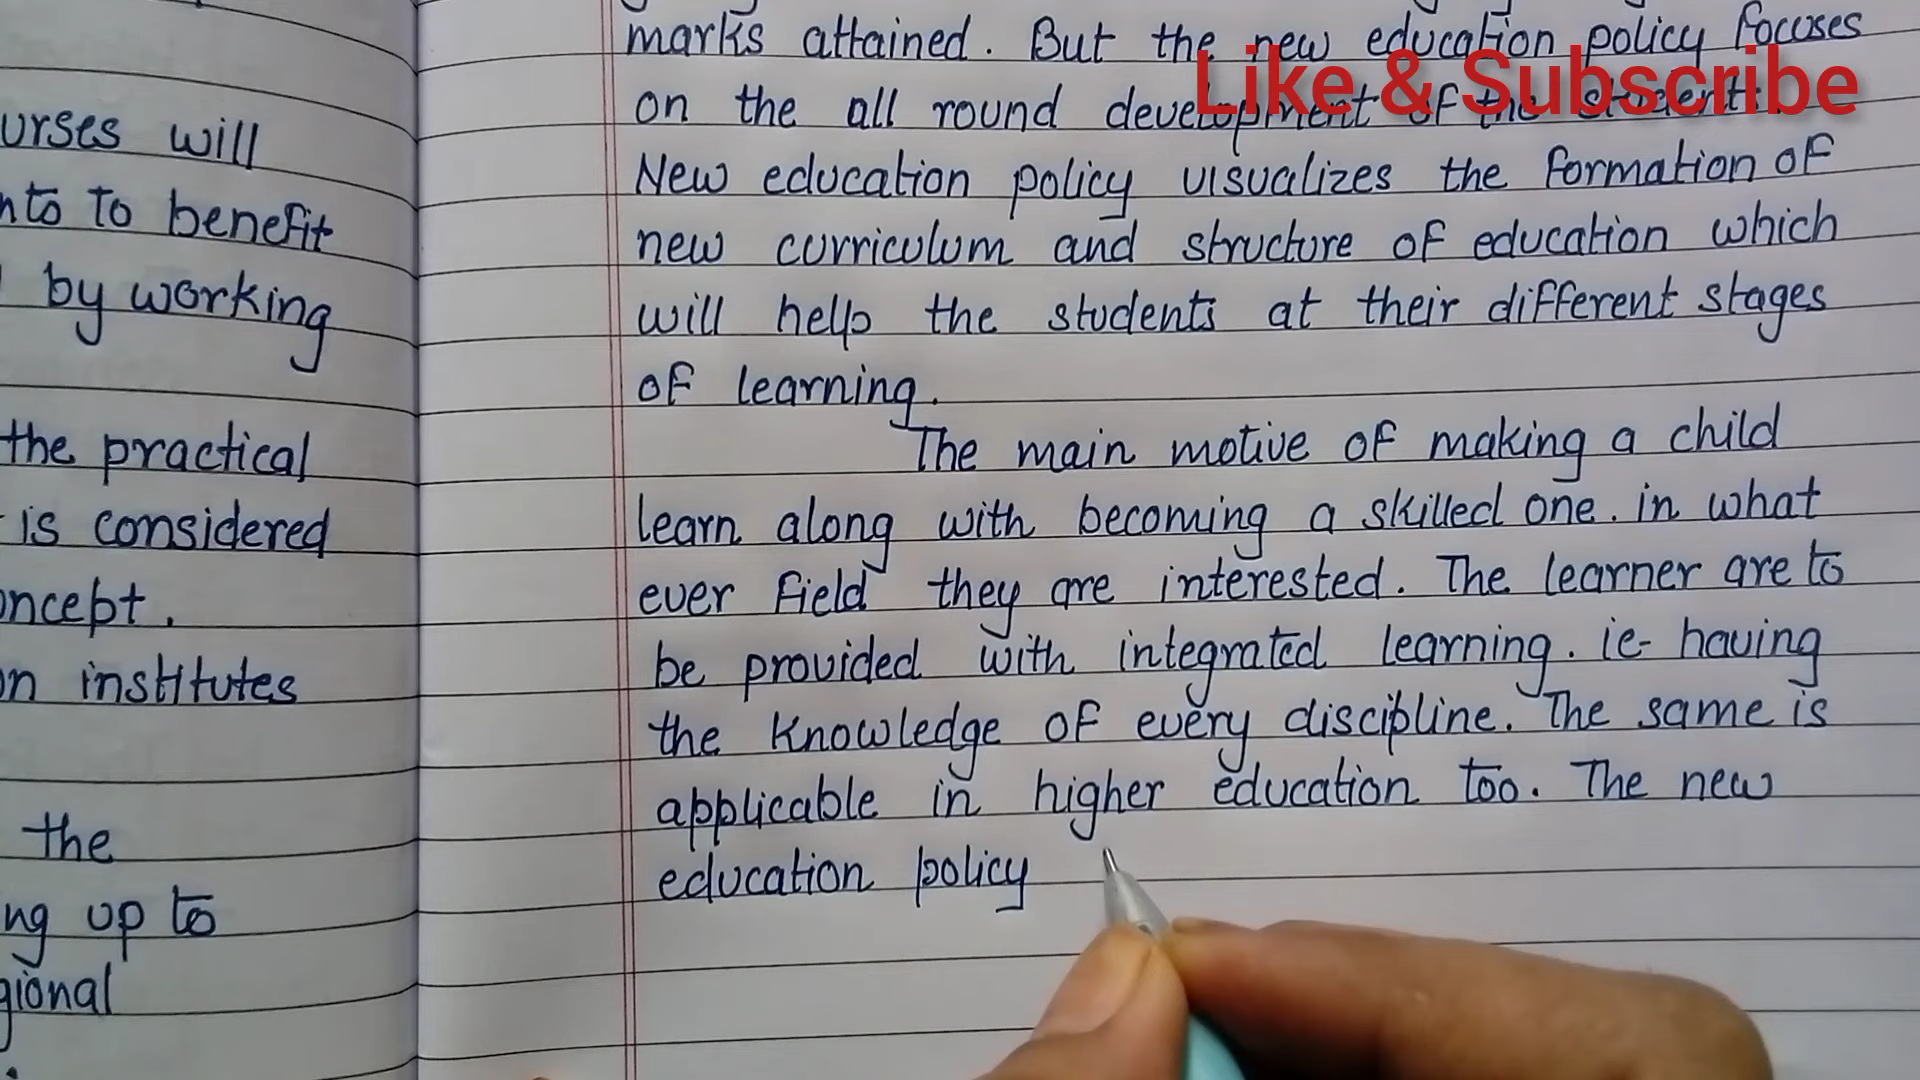 urses will
nts to benefit
by working
the practical
is considered
oncept.
on institutes
the
ng up to
gional
marks attained. But the new education policy focuses
on the all round development of the student.
New education policy visualizes the formation of
new curriculum and structure of education which
will help the students at their different stages
of learning.
The main motive of making a child
learn along with becoming a skilled one. in what
ever field they are interested. The learner are to
be provided with integrated learning. ie- having
the knowledge of every discipline. The same is
applicable in higher education too. The new
education policy
Like & Subscribe